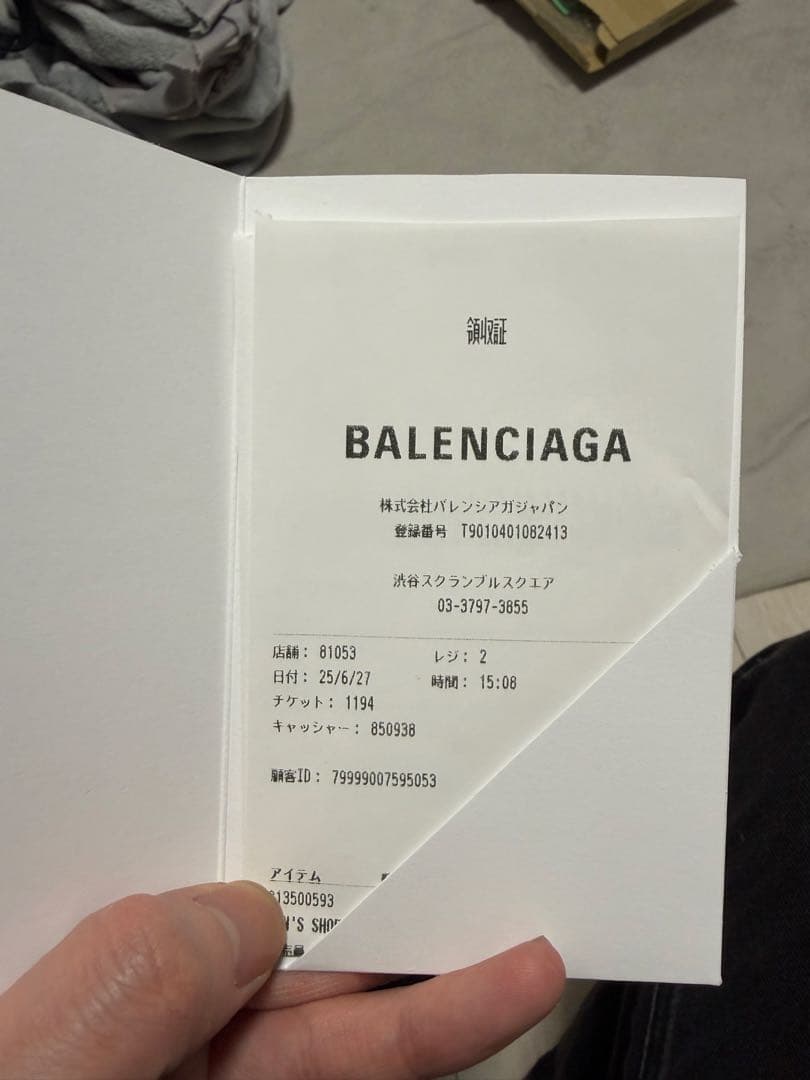 領収証
BALENCIAGA
株式会社バレンシアガジャパン
登録番号 T9010401082413
渋谷スクランブルスクエア
03-3797-3855
店舗： 81053 レジ： 2
日付： 25/6/27 時間： 15:08
チケット： 1194
キャッシャー： 850938
顧客ID： 79999007595053
アイテム
13500593
'S